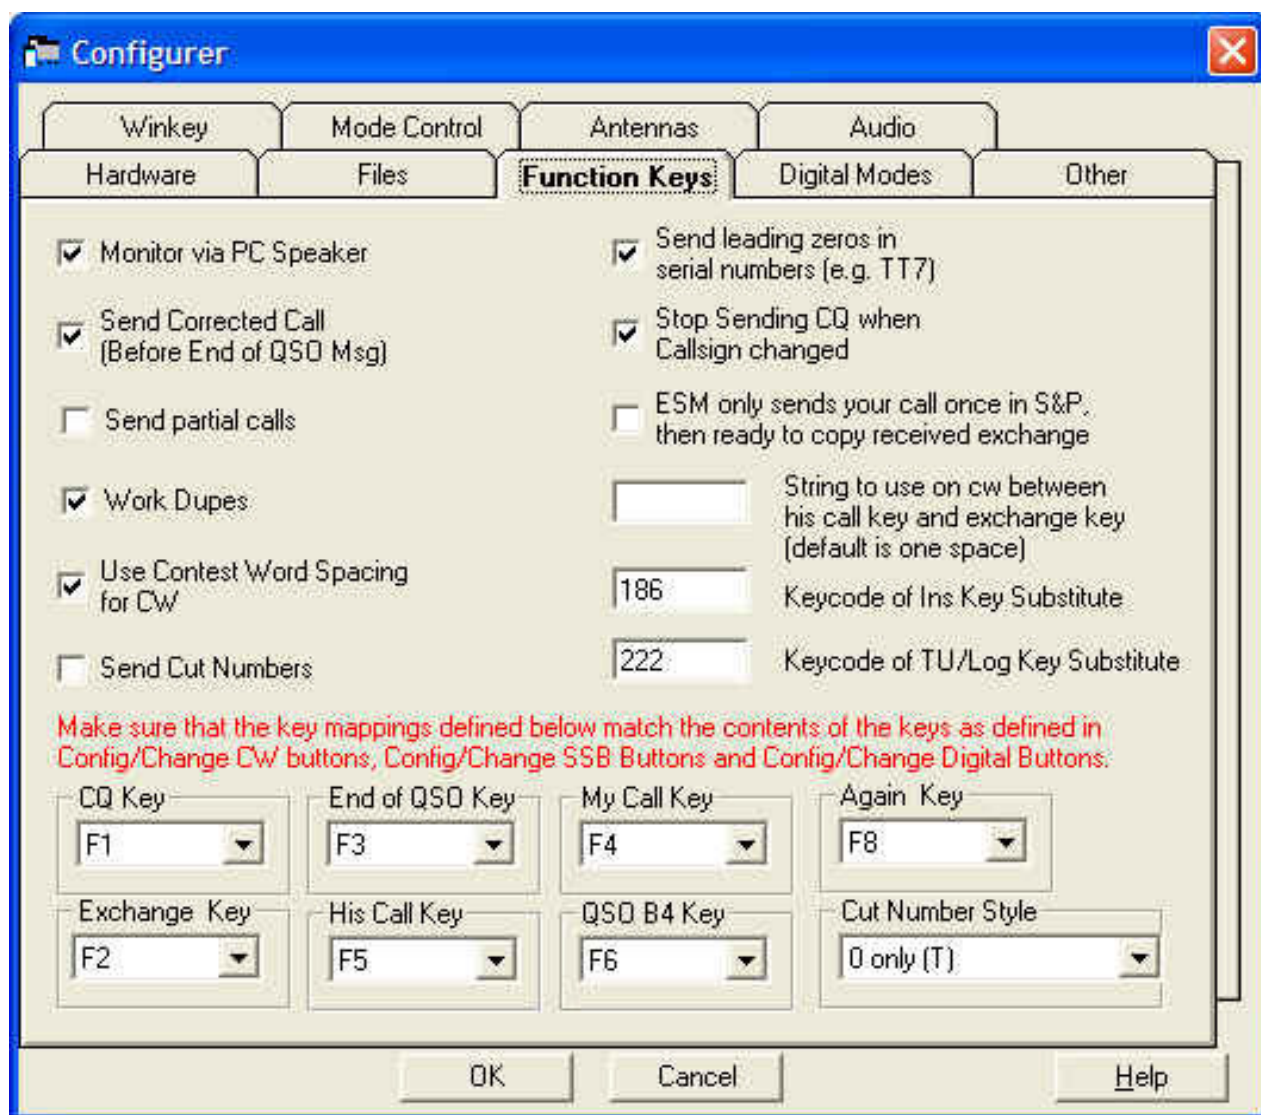 Configurer
Winkey
Mode Control
Antennas
Audio
Hardware
Files
Function Keys
Digital Modes
Other
Monitor via PC Speaker
Send leading zeros in
serial numbers (e.g. TT7)
Send Corrected Call
(Before End of QSO Msg)
Stop Sending CQ when
Callsign changed
Send partial calls
ESM only sends your call once in S&P,
then ready to copy received exchange
Work Dupes
String to use on cw between
his call key and exchange key
(default is one space)
Use Contest Word Spacing
for CW
186
Keycode of Ins Key Substitute
Send Cut Numbers
222
Keycode of TU/Log Key Substitute
Make sure that the key mappings defined below match the contents of the keys as defined in
Config/Change CW buttons, Config/Change SSB Buttons and Config/Change Digital Buttons.
CQ Key
End of QSO Key
My Call Key
Again Key
F1
F3
F4
F8
Exchange Key
His Call Key
QSO B4 Key
Cut Number Style
F2
F5
F6
0 only (T)
OK
Cancel
Help